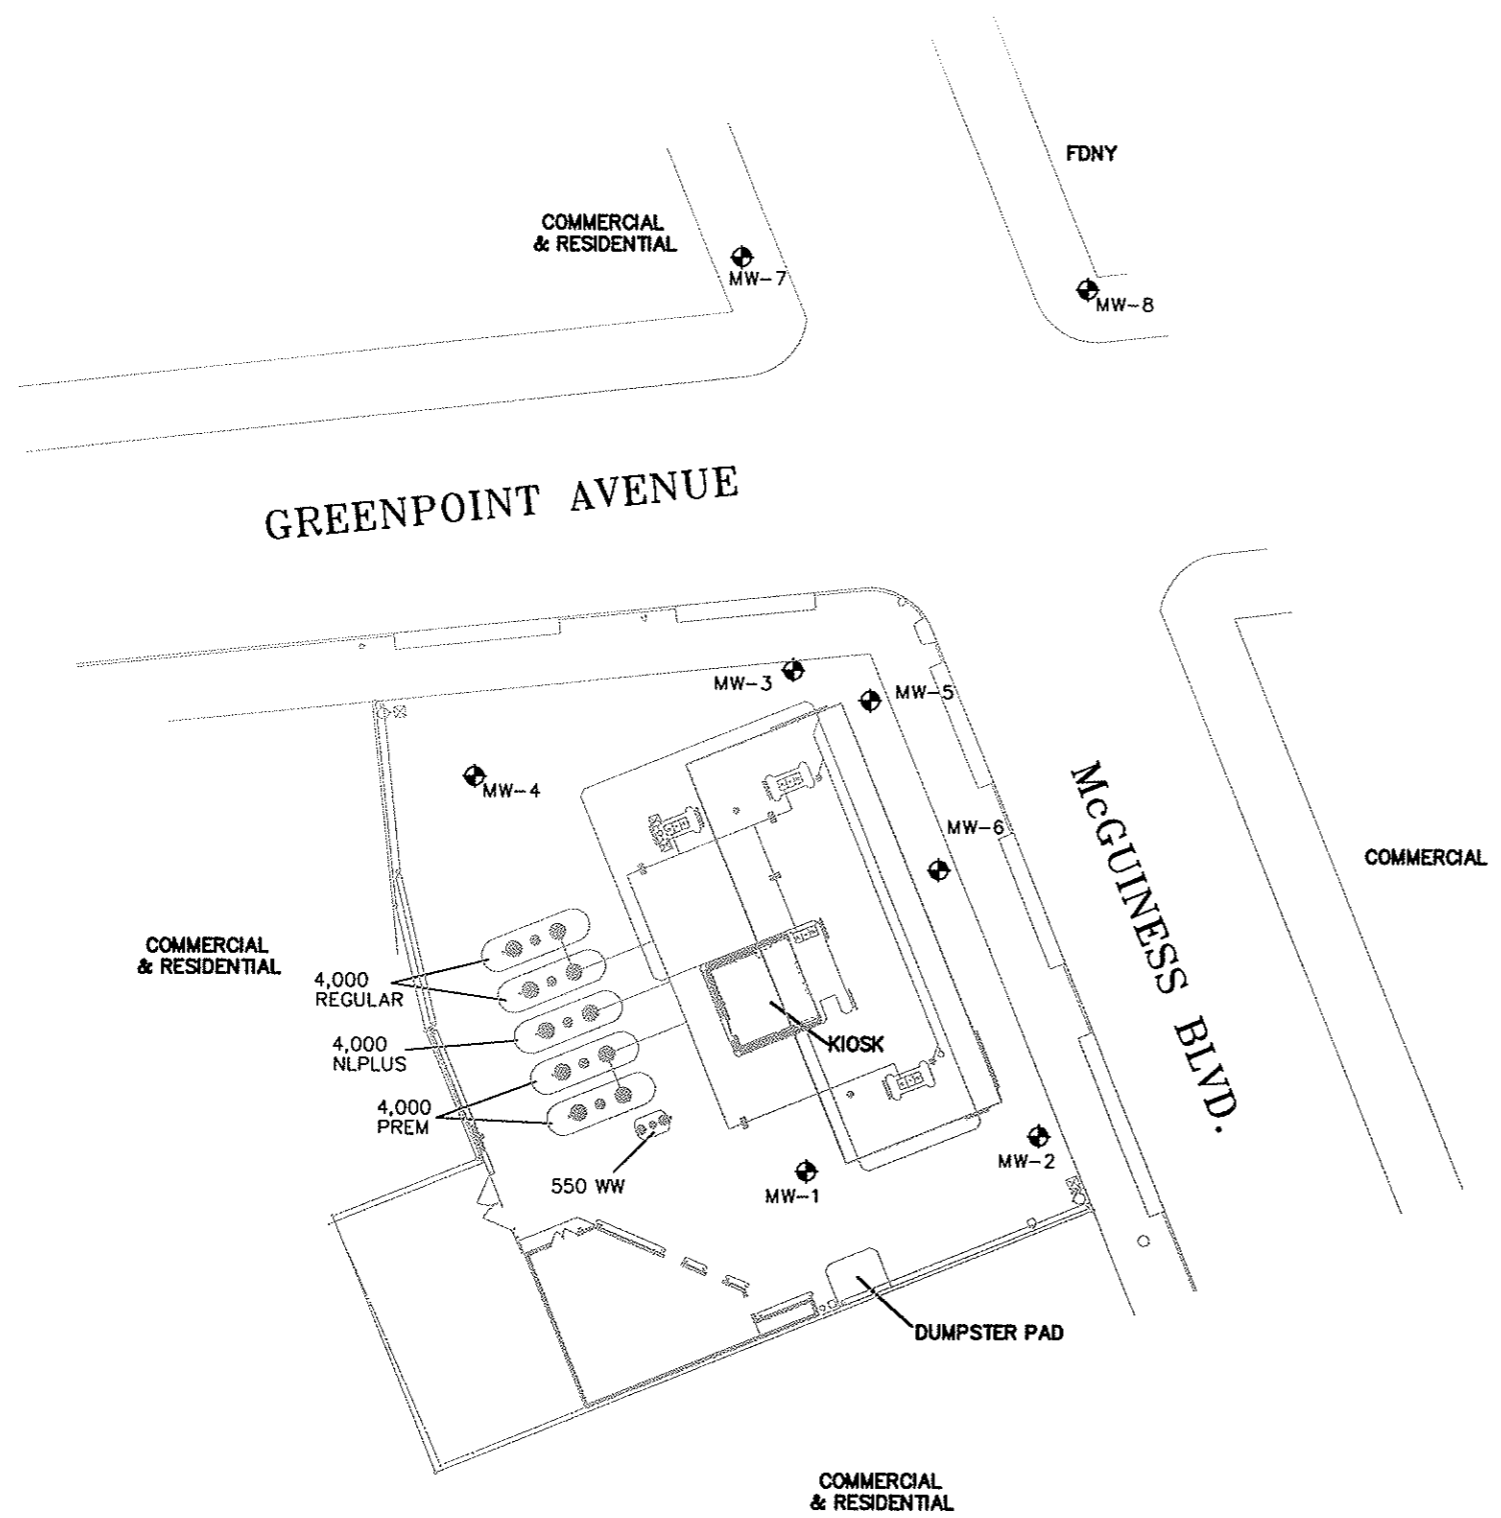 FDNY
COMMERCIAL
& RESIDENTIAL
MW-7
MW-8
GREENPOINT AVENUE
MW-3
MW-5
MW-4
McGUINESS BLVD.
MW-6
COMMERCIAL
COMMERCIAL
& RESIDENTIAL
4,000
REGULAR
4,000
NLPLUS
KIOSK
4,000
PREM
550 WW
MW-1
MW-2
DUMPSTER PAD
COMMERCIAL
& RESIDENTIAL